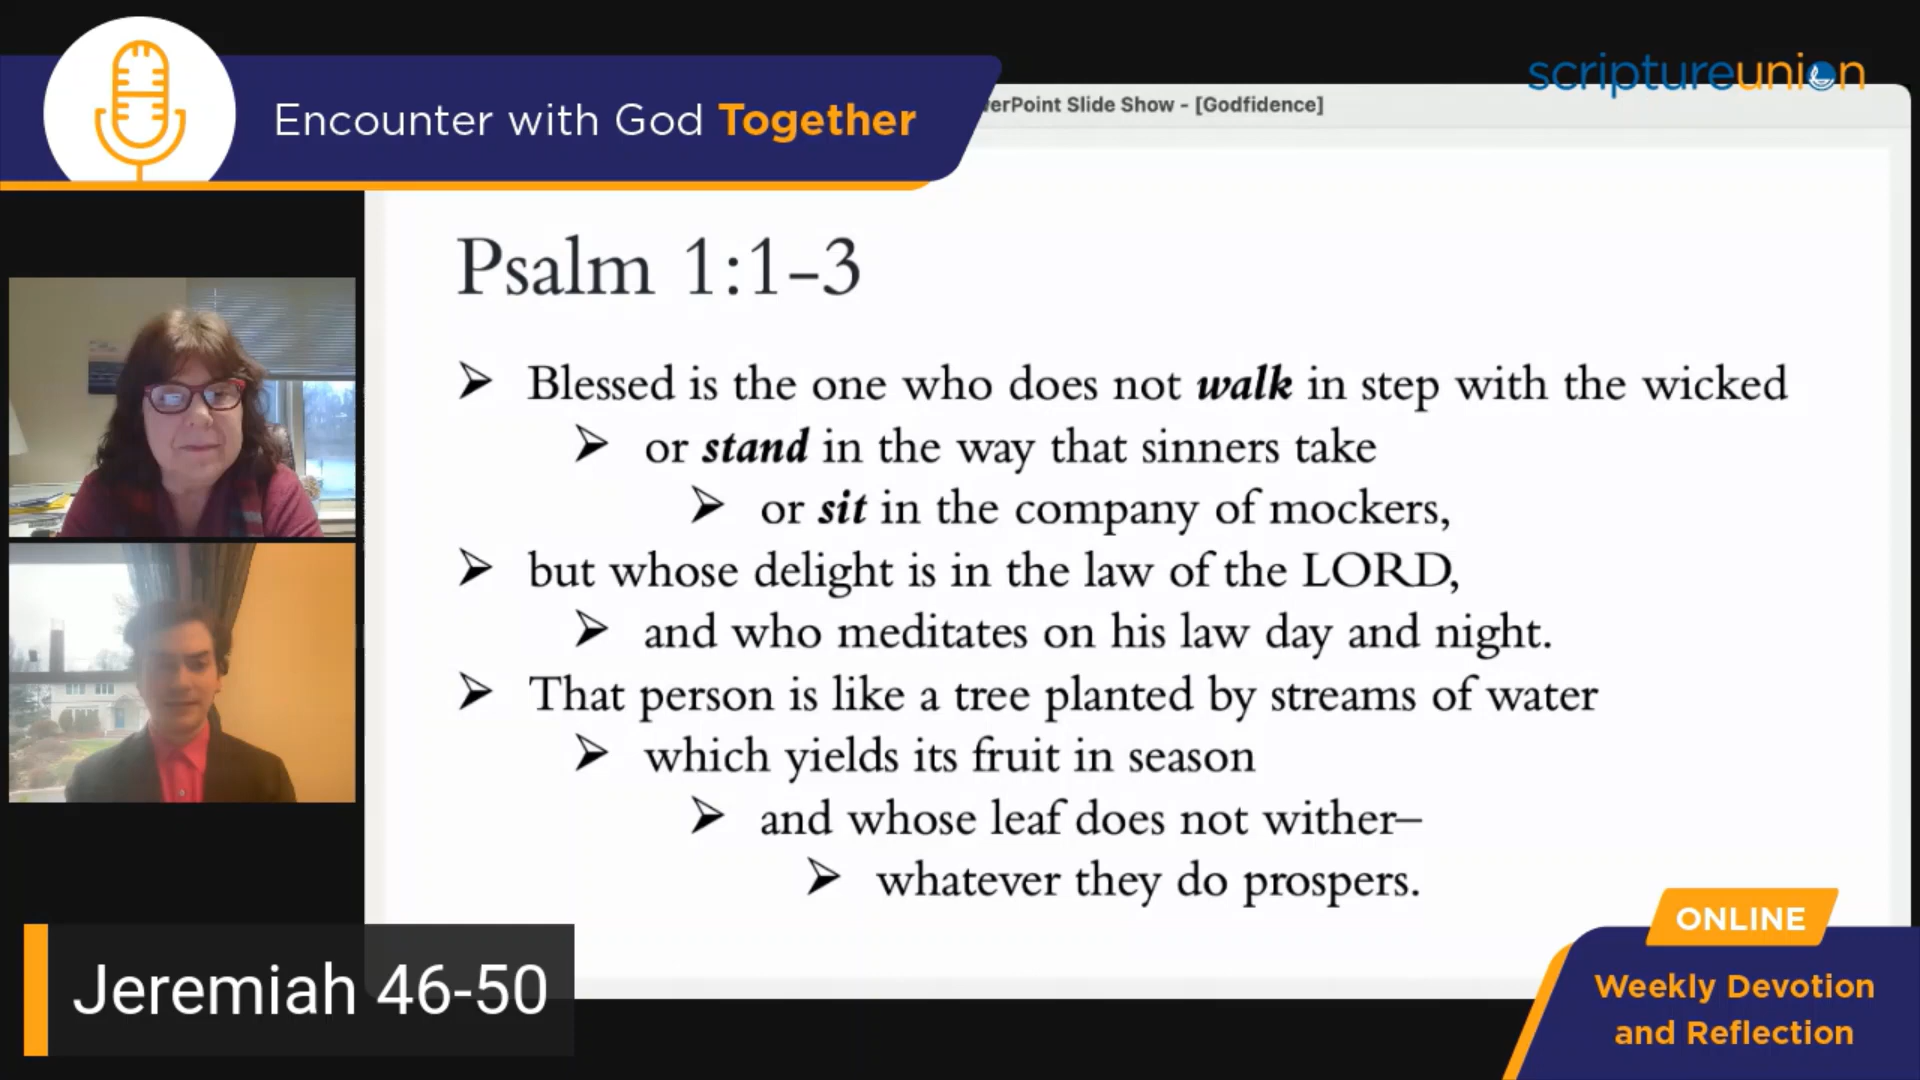 Encounter with God Together
scriptureunion
erPoint Slide Show - [Godfidence]
Psalm 1:1-3
➢ Blessed is the one who does not walk in step with the wicked
➢ or stand in the way that sinners take
➢ or sit in the company of mockers,
➢ but whose delight is in the law of the LORD,
➢ and who meditates on his law day and night.
➢ That person is like a tree planted by streams of water
➢ which yields its fruit in season
➢ and whose leaf does not wither–
➢ whatever they do prospers.
Jeremiah 46-50
ONLINE
Weekly Devotion
and Reflection